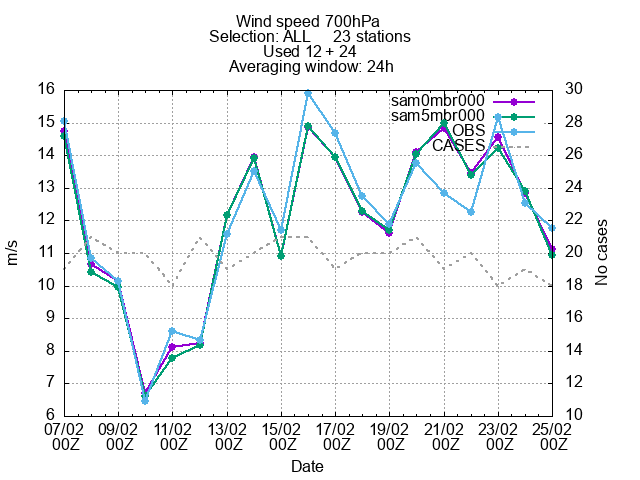 Wind speed 700hPa
Selection: ALL 23 stations
Used 12 + 24
Averaging window: 24h
sam0mbr000
sam5mbr000
OBS
CASES
m/s
16
15
14
13
12
11
10
9
8
7
6
No cases
30
28
26
24
22
20
18
16
14
12
10
07/02 09/02 11/02 13/02 15/02 17/02 19/02 21/02 23/02 25/02
00Z 00Z 00Z 00Z 00Z 00Z 00Z 00Z 00Z 00Z
Date